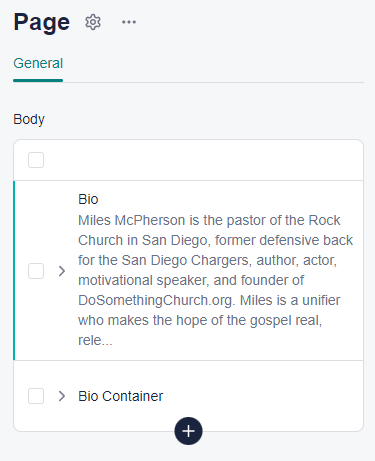 Page
General
Body
Bio
Miles McPherson is the pastor of the Rock
Church in San Diego, former defensive back
for the San Diego Chargers, author, actor,
motivational speaker, and founder of
DoSomethingChurch.org. Miles is a unifier
who makes the hope of the gospel real,
rele...
Bio Container